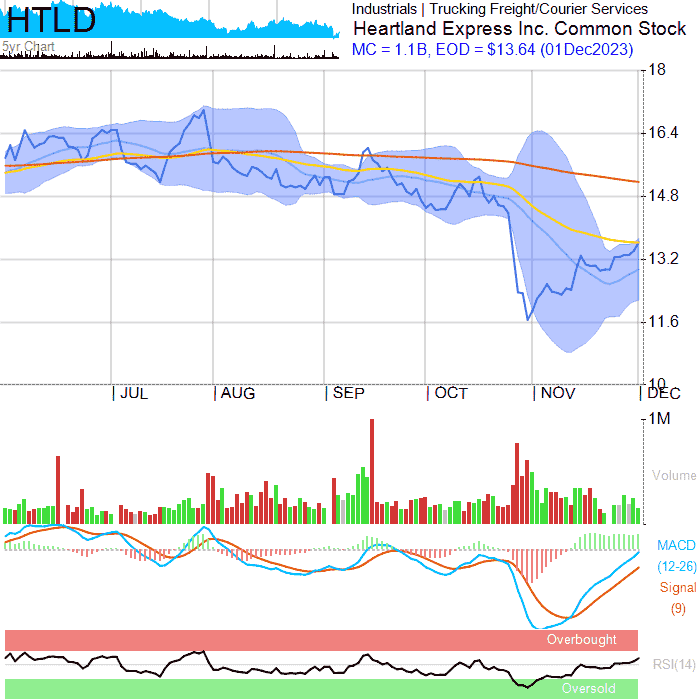 HTLD
5yr Chart
Industrials | Trucking Freight/Courier Services
Heartland Express Inc. Common Stock
MC = 1.1B, EOD = $13.64 (01Dec2023)
18
16.4
14.8
13.2
11.6
10
JUL
AUG
SEP
OCT
NOV
DEC
1M
Volume
MACD
(12-26)
Signal
(9)
Overbought
RSI(14)
Oversold